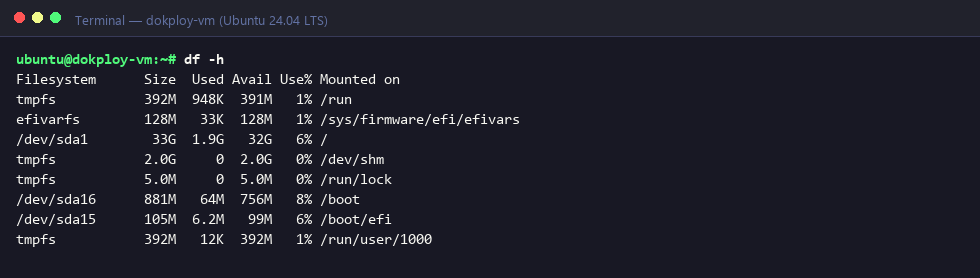 Terminal — dokploy-vm (Ubuntu 24.04 LTS)
ubuntu@dokploy-vm:~# df -h
Filesystem      Size  Used Avail Use% Mounted on
tmpfs           392M  948K  391M   1% /run
efivarfs        128M   33K  128M   1% /sys/firmware/efi/efivars
/dev/sda1        33G  1.9G   32G   6% /
tmpfs           2.0G     0  2.0G   0% /dev/shm
tmpfs           5.0M     0  5.0M   0% /run/lock
/dev/sda16      881M   64M  756M   8% /boot
/dev/sda15      105M  6.2M   99M   6% /boot/efi
tmpfs           392M   12K  392M   1% /run/user/1000